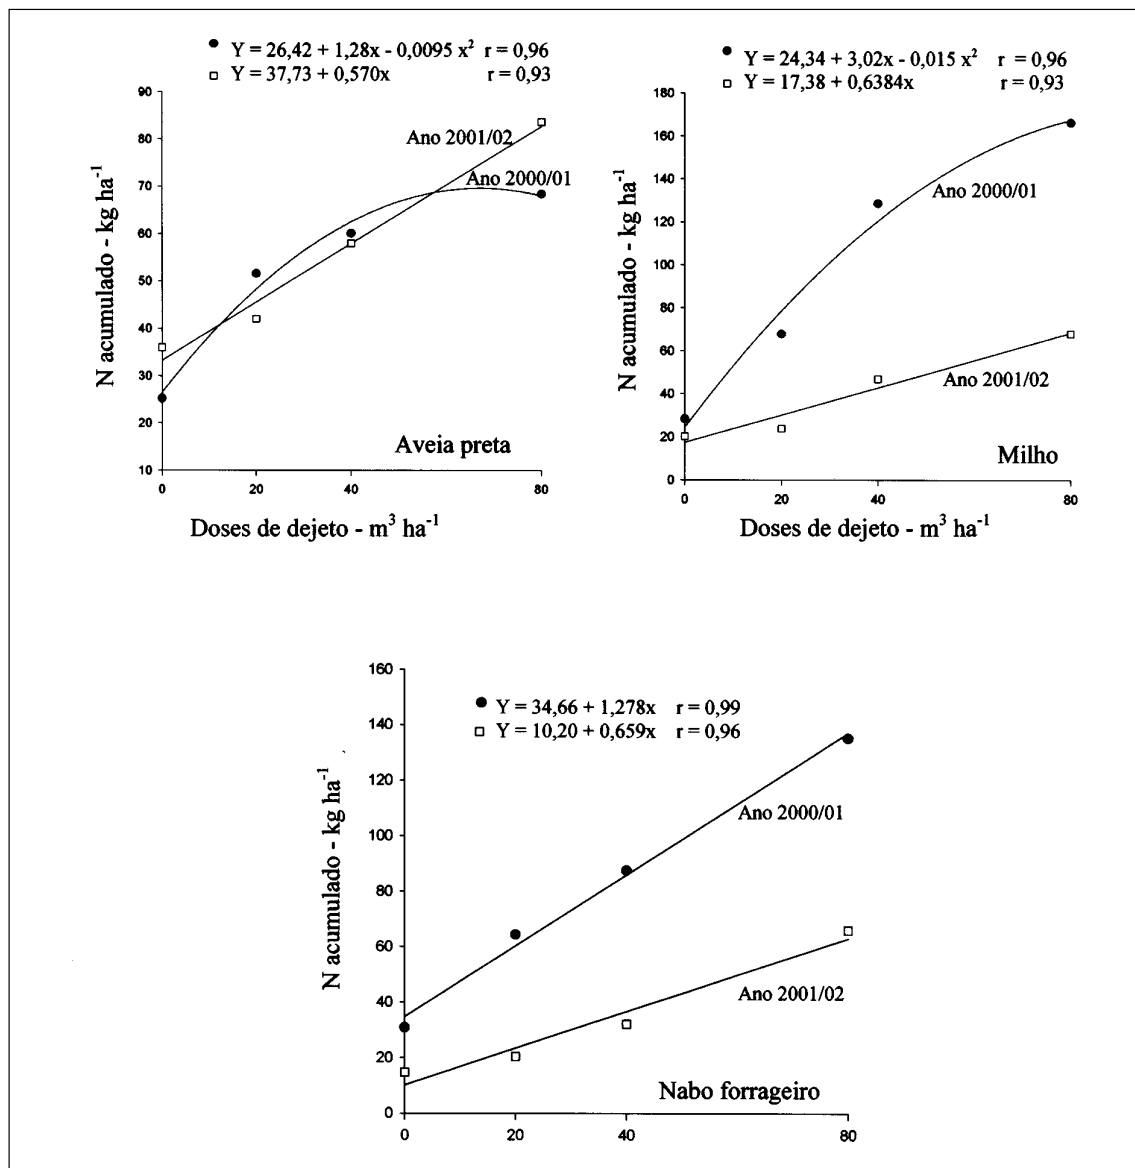 Y = 26,42 + 1,28x - 0,0095 x² r = 0,96
Y = 37,73 + 0,570x r = 0,93
90
80
70
60
50
40
30
20
10
N acumulado - kg ha⁻¹
Ano 2001/02
Ano 2000/01
Aveia preta
0 20 40 80
Doses de dejeto - m³ ha⁻¹
Y = 24,34 + 3,02x - 0,015 x² r = 0,96
Y = 17,38 + 0,6384x r = 0,93
180
160
140
120
100
80
60
40
20
0
N acumulado - kg ha⁻¹
Ano 2000/01
Ano 2001/02
Milho
0 20 40 80
Doses de dejeto - m³ ha⁻¹
Y = 34,66 + 1,278x r = 0,99
Y = 10,20 + 0,659x r = 0,96
160
140
120
100
80
60
40
20
0
N acumulado - kg ha⁻¹
Ano 2000/01
Ano 2001/02
Nabo forrageiro
0 20 40 80